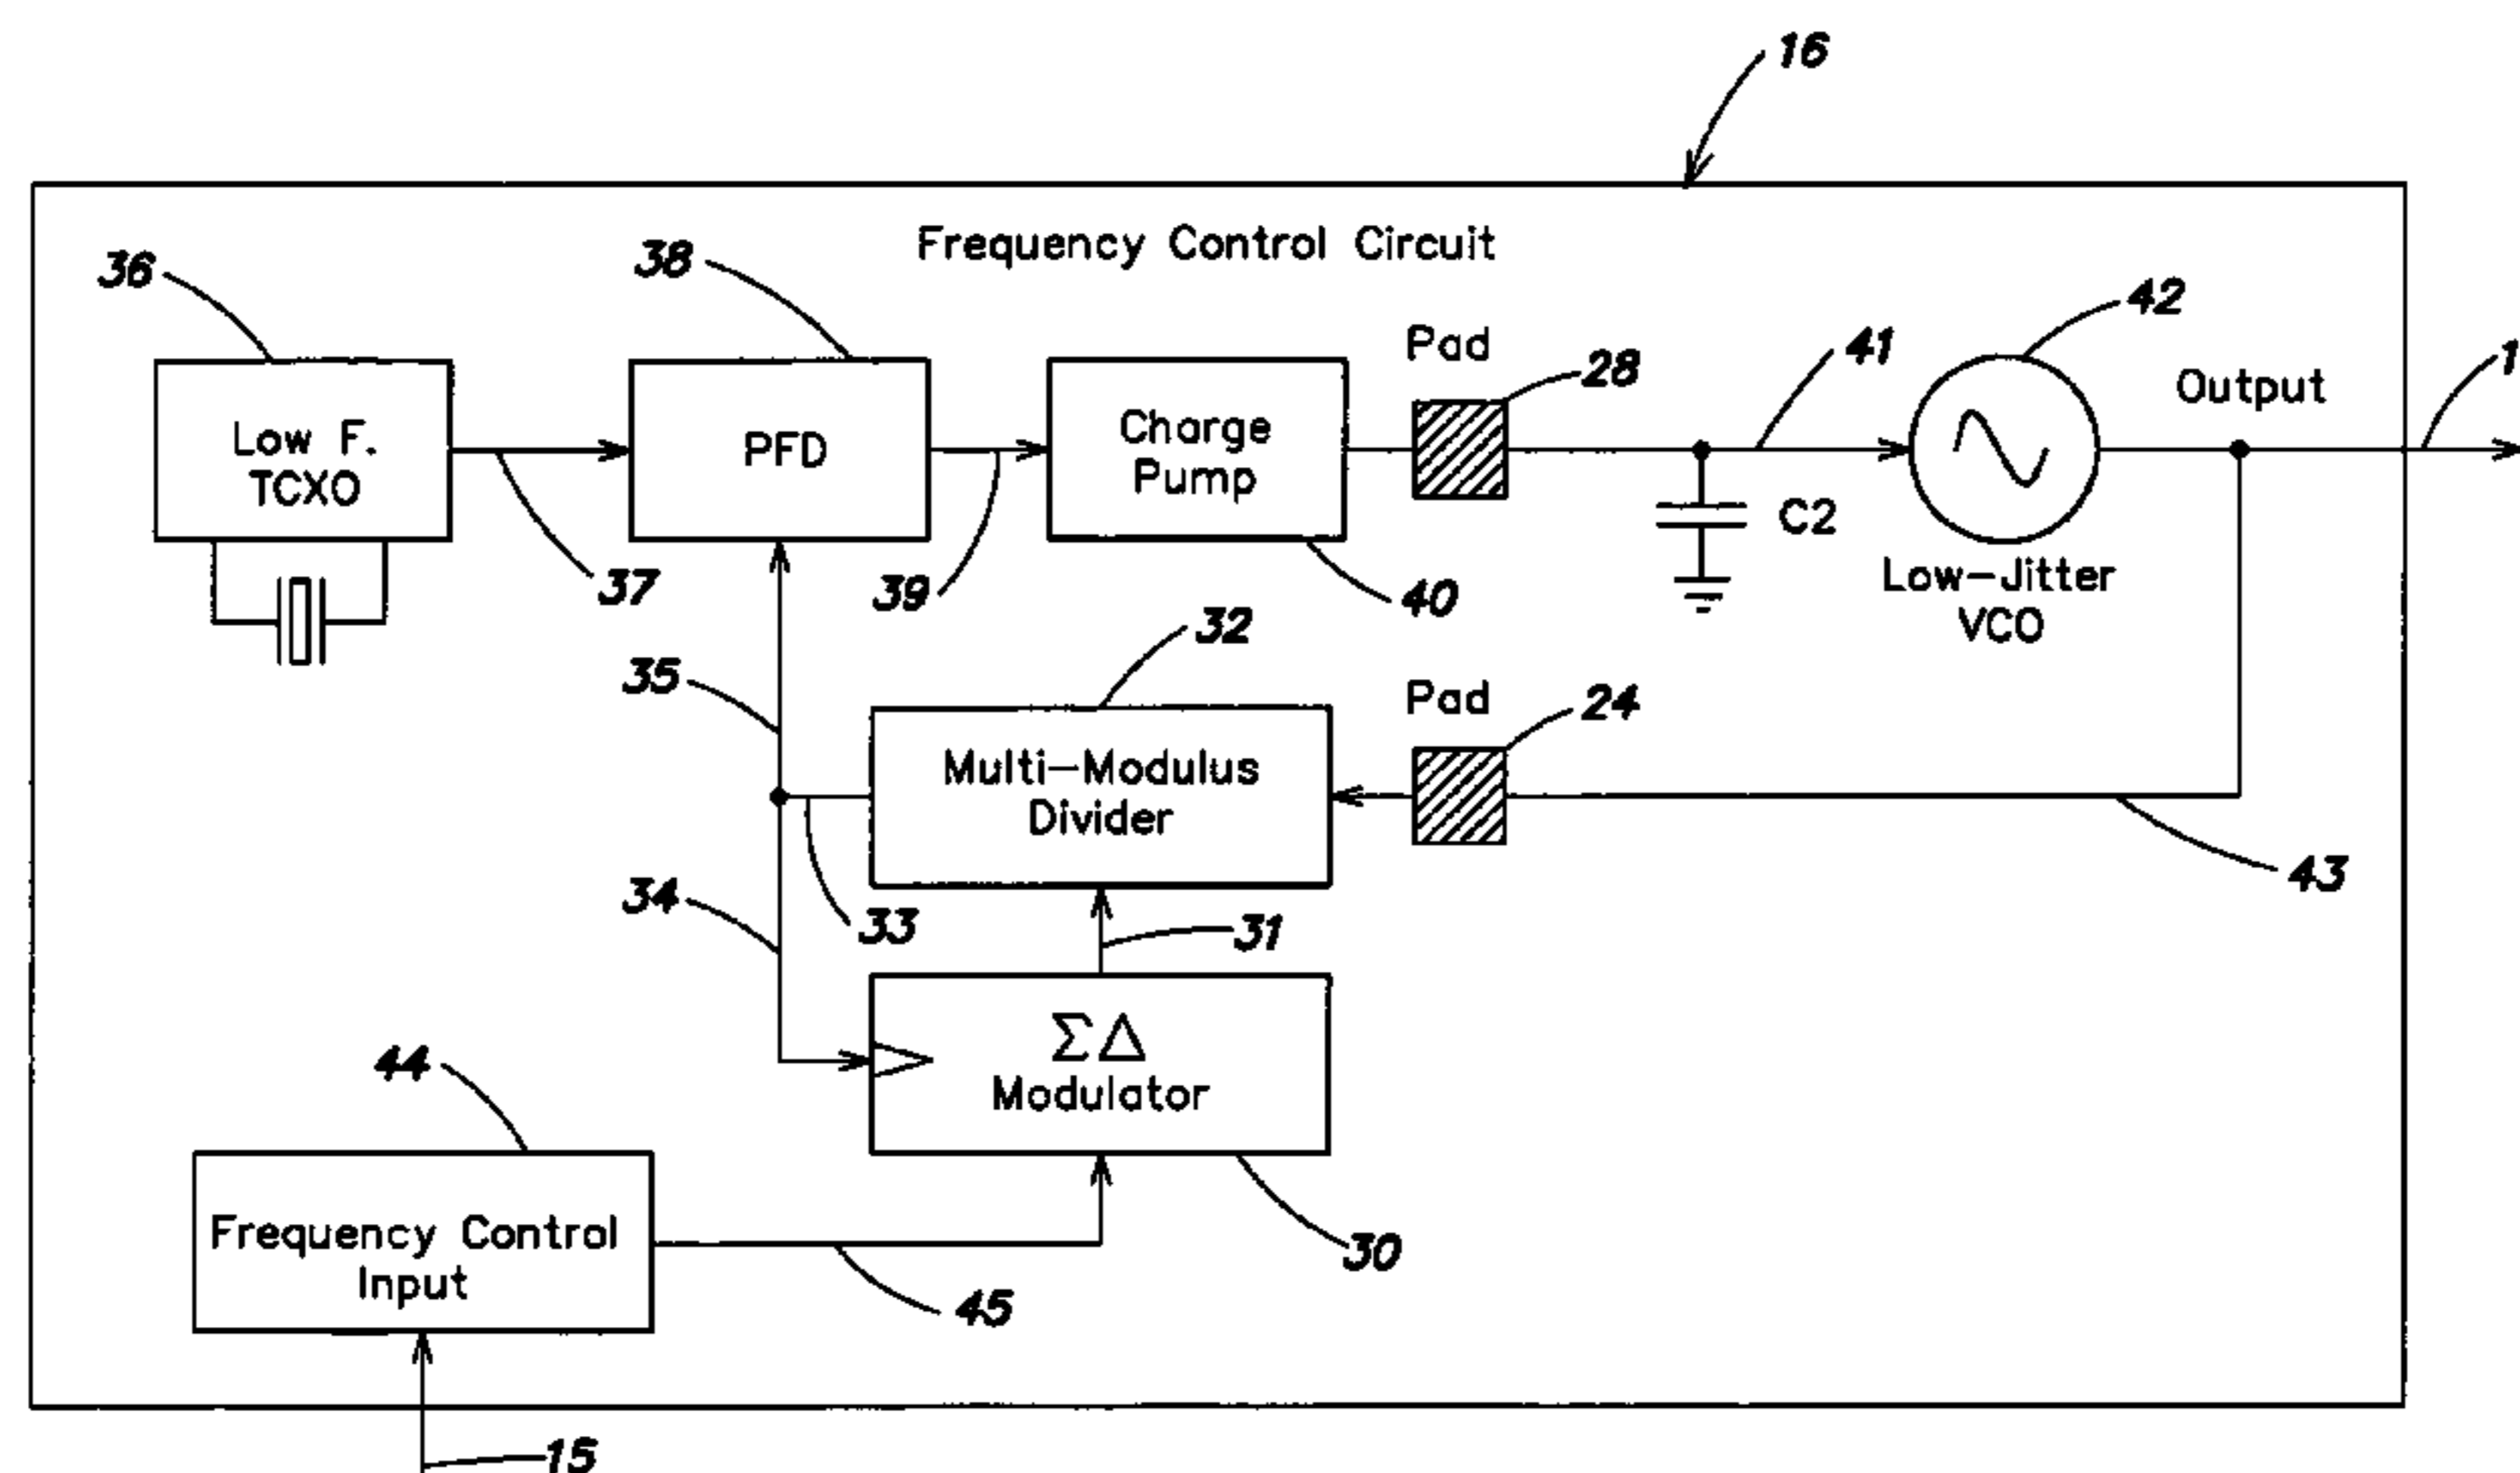 16
Frequency Control Circuit
36
38
42
Pad
28
41
Output
1
Low F.
TCXO
PFD
Charge
Pump
C2
37
39
40
Low-Jitter
VCO
32
35
Pad
24
Multi-Modulus
Divider
43
34
33
31
ΣΔ
Modulator
44
30
Frequency Control
Input
45
15